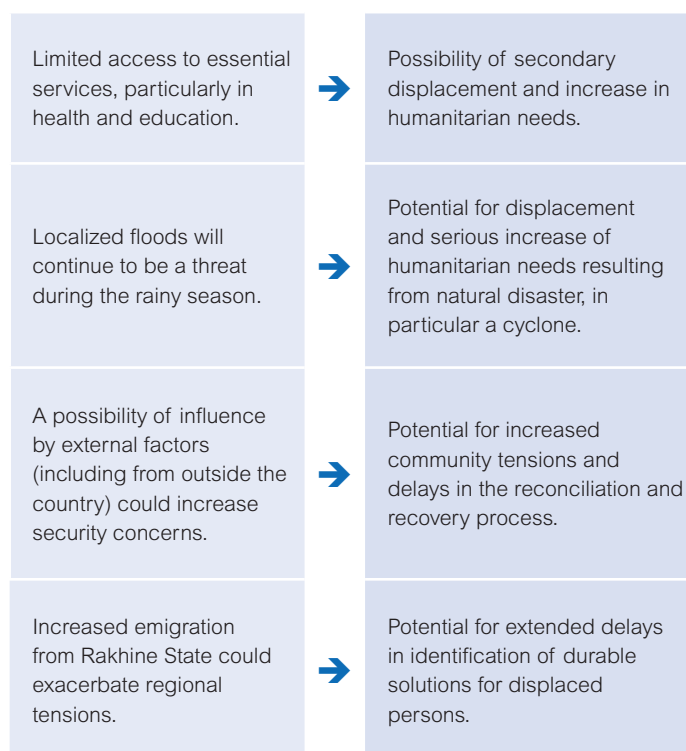 Limited access to essential
services, particularly in
health and education.
Possibility of secondary
displacement and increase in
humanitarian needs.
Localized floods will
continue to be a threat
during the rainy season.
Potential for displacement
and serious increase of
humanitarian needs resulting
from natural disaster, in
particular a cyclone.
A possibility of influence
by external factors
(including from outside the
country) could increase
security concerns.
Potential for increased
community tensions and
delays in the reconciliation and
recovery process.
Increased emigration
from Rakhine State could
exacerbate regional
tensions.
Potential for extended delays
in identification of durable
solutions for displaced
persons.